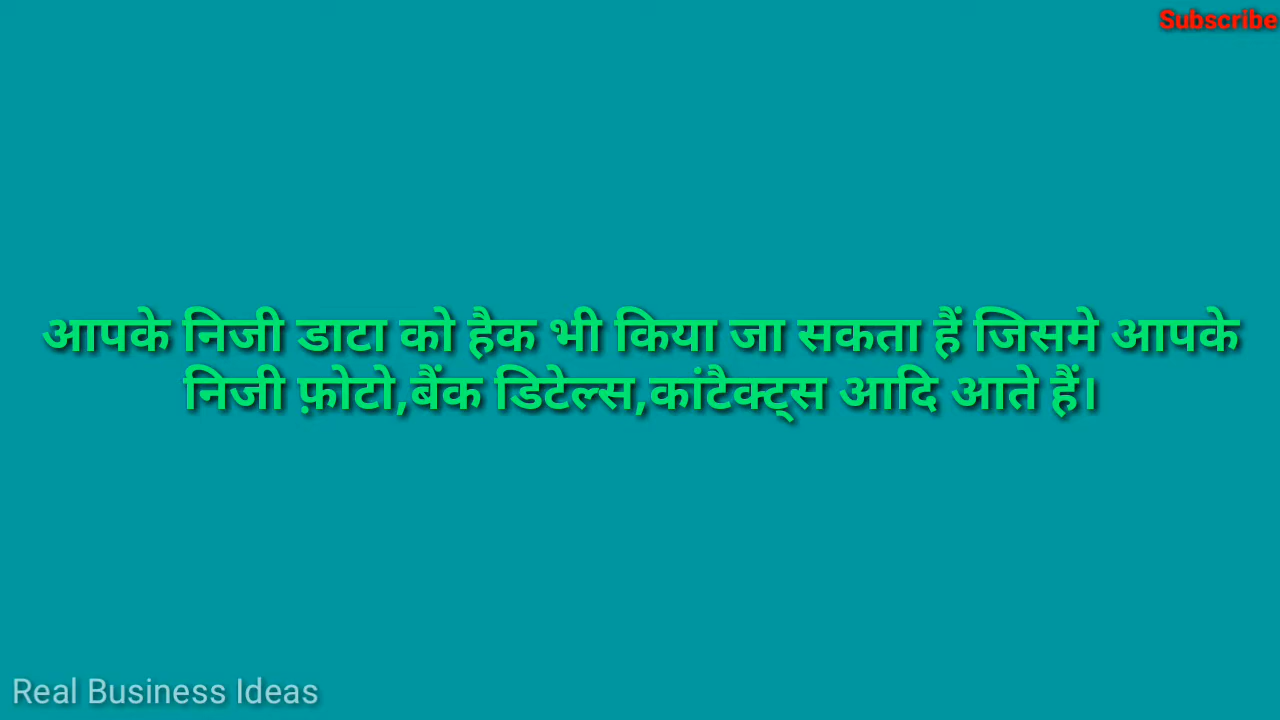 Subscribe
आपके निजी डाटा को हैक भी किया जा सकता हैं जिसमे आपके
निजी फ़ोटो,बैंक डिटेल्स,कांटैक्ट्स आदि आते हैं।
Real Business Ideas